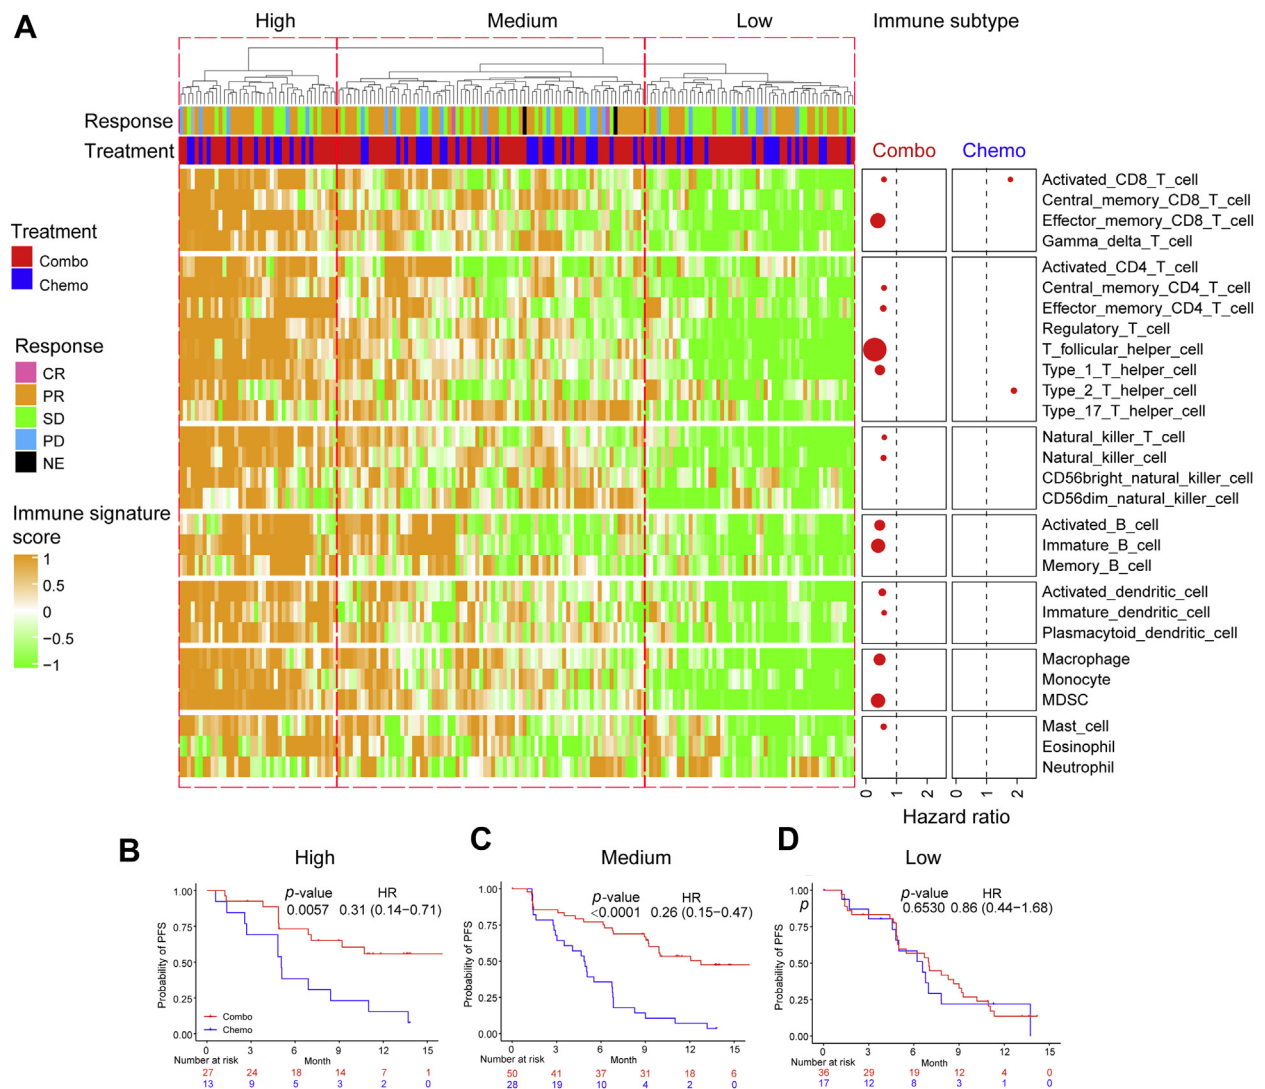 A
High Medium Low Immune subtype
Response
Treatment
Combo Chemo
Treatment
Combo
Chemo
Response
CR
PR
SD
PD
NE
Immune signature
score
1
0.5
0
−0.5
−1
Activated_CD8_T_cell
Central_memory_CD8_T_cell
Effector_memory_CD8_T_cell
Gamma_delta_T_cell
Activated_CD4_T_cell
Central_memory_CD4_T_cell
Effector_memory_CD4_T_cell
Regulatory_T_cell
T_follicular_helper_cell
Type_1_T_helper_cell
Type_2_T_helper_cell
Type_17_T_helper_cell
Natural_killer_T_cell
Natural_killer_cell
CD56bright_natural_killer_cell
CD56dim_natural_killer_cell
Activated_B_cell
Immature_B_cell
Memory_B_cell
Activated_dendritic_cell
Immature_dendritic_cell
Plasmacytoid_dendritic_cell
Macrophage
Monocyte
MDSC
Mast_cell
Eosinophil
Neutrophil
0 1 2 0 1 2
Hazard ratio
B
High
p-value HR
0.0057 0.31 (0.14−0.71)
Probability of PFS
1.00
0.75
0.50
0.25
0.00
Combo
Chemo
0 3 6 9 12 15
Number at risk Month
27 24 18 14 7 1
13 9 5 3 2 0
C
Medium
p-value HR
<0.0001 0.26 (0.15−0.47)
Probability of PFS
1.00
0.75
0.50
0.25
0.00
0 3 6 9 12 15
Number at risk Month
50 41 37 31 18 6
28 19 10 4 2 0
D
Low
p-value HR
p
0.6530 0.86 (0.44−1.68)
Probability of PFS
1.00
0.75
0.50
0.25
0.00
0 3 6 9 12 15
Number at risk Month
36 29 19 12 4 0
17 12 8 3 1 0